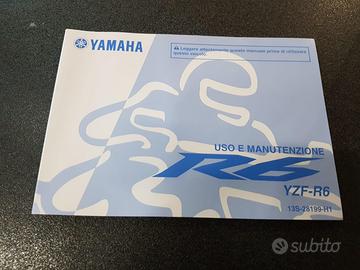 YAMAHA
Leggere attentamente questo manuale prima di utilizzare
questo veicolo.
USO E MANUTENZIONE
R6
YZF-R6
13S-28199-H1
subito